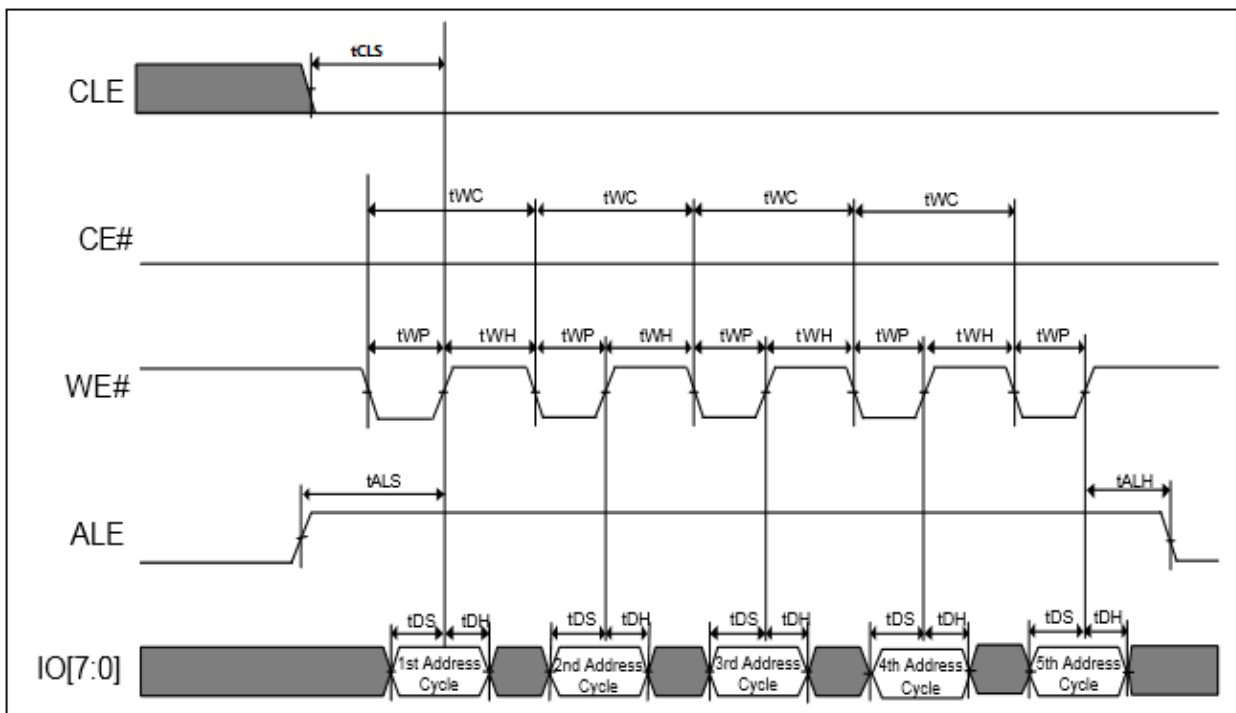 tCLS
CLE
tWC tWC tWC tWC
CE#
tWP tWH tWP tWH tWP tWH tWP tWH tWP
WE#
tALS tALH
ALE
tDS tDH tDS tDH tDS tDH tDS tDH tDS tDH
IO[7:0]
1st Address Cycle
2nd Address Cycle
3rd Address Cycle
4th Address Cycle
5th Address Cycle